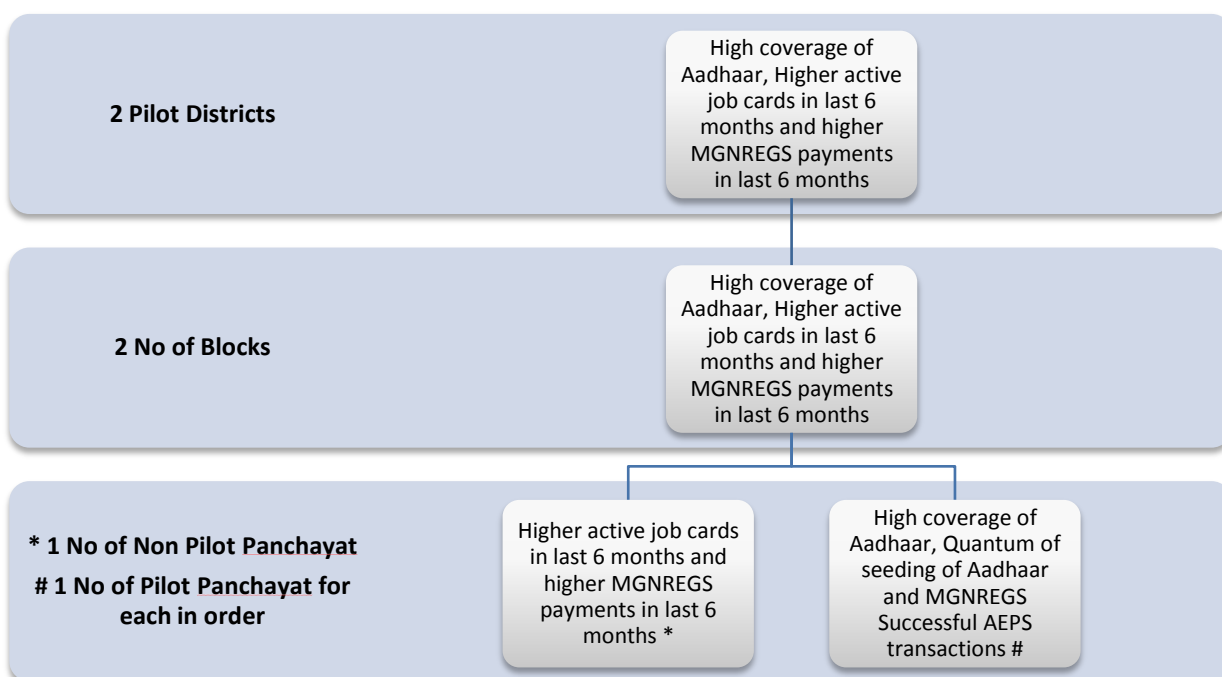 2 Pilot Districts
High coverage of
Aadhaar, Higher active
job cards in last 6
months and higher
MGNREGS payments
in last 6 months
2 No of Blocks
High coverage of
Aadhaar, Higher active
job cards in last 6
months and higher
MGNREGS payments
in last 6 months
* 1 No of Non Pilot Panchayat
# 1 No of Pilot Panchayat for
each in order
Higher active job cards
in last 6 months and
higher MGNREGS
payments in last 6
months *
High coverage of
Aadhaar, Quantum of
seeding of Aadhaar
and MGNREGS
Successful AEPS
transactions #